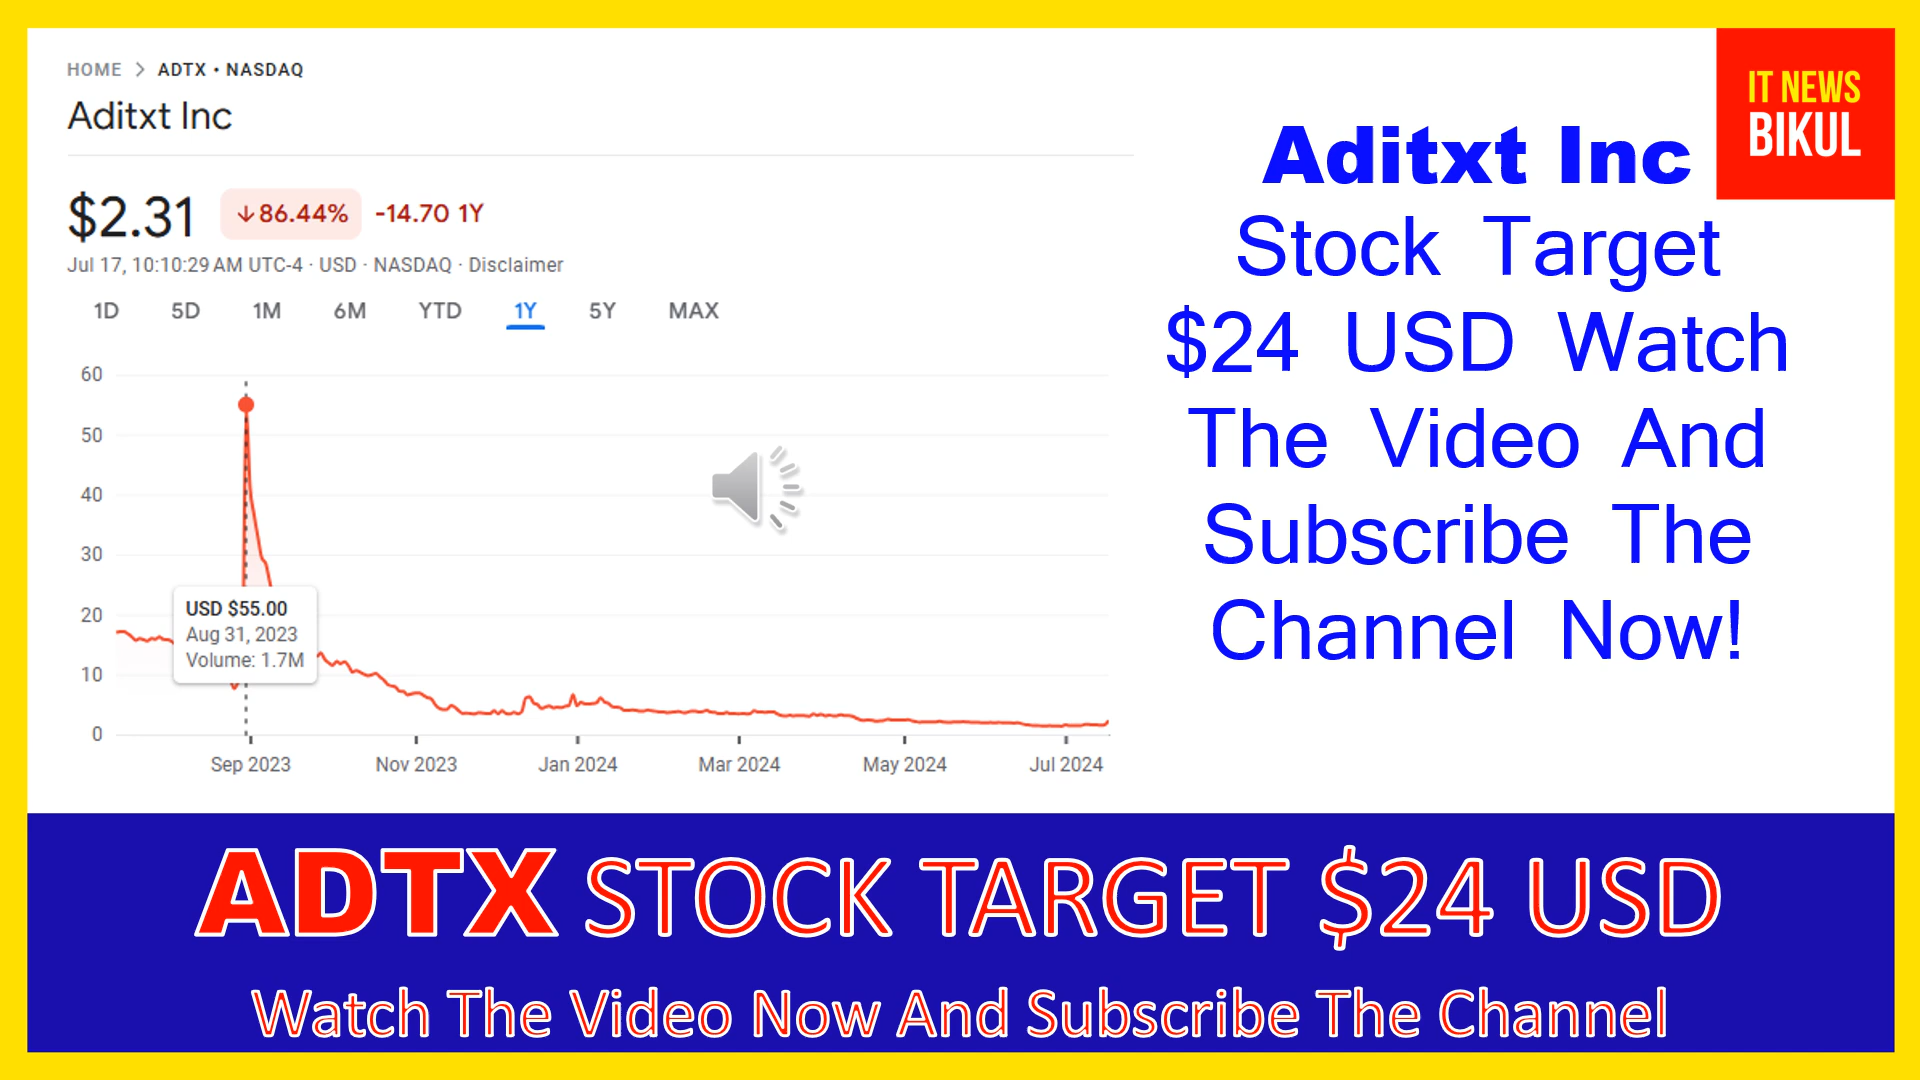 HOME > ADTX • NASDAQ
Aditxt Inc
$2.31 ↓86.44% -14.70 1Y
Jul 17, 10:10:29 AM UTC-4 · USD · NASDAQ · Disclaimer
1D 5D 1M 6M YTD 1Y 5Y MAX
60
50
40
30
20
10
0
USD $55.00
Aug 31, 2023
Volume: 1.7M
Sep 2023 Nov 2023 Jan 2024 Mar 2024 May 2024 Jul 2024
IT NEWS
BIKUL
Aditxt Inc
Stock Target
$24 USD Watch
The Video And
Subscribe The
Channel Now!
ADTX STOCK TARGET $24 USD
Watch The Video Now And Subscribe The Channel